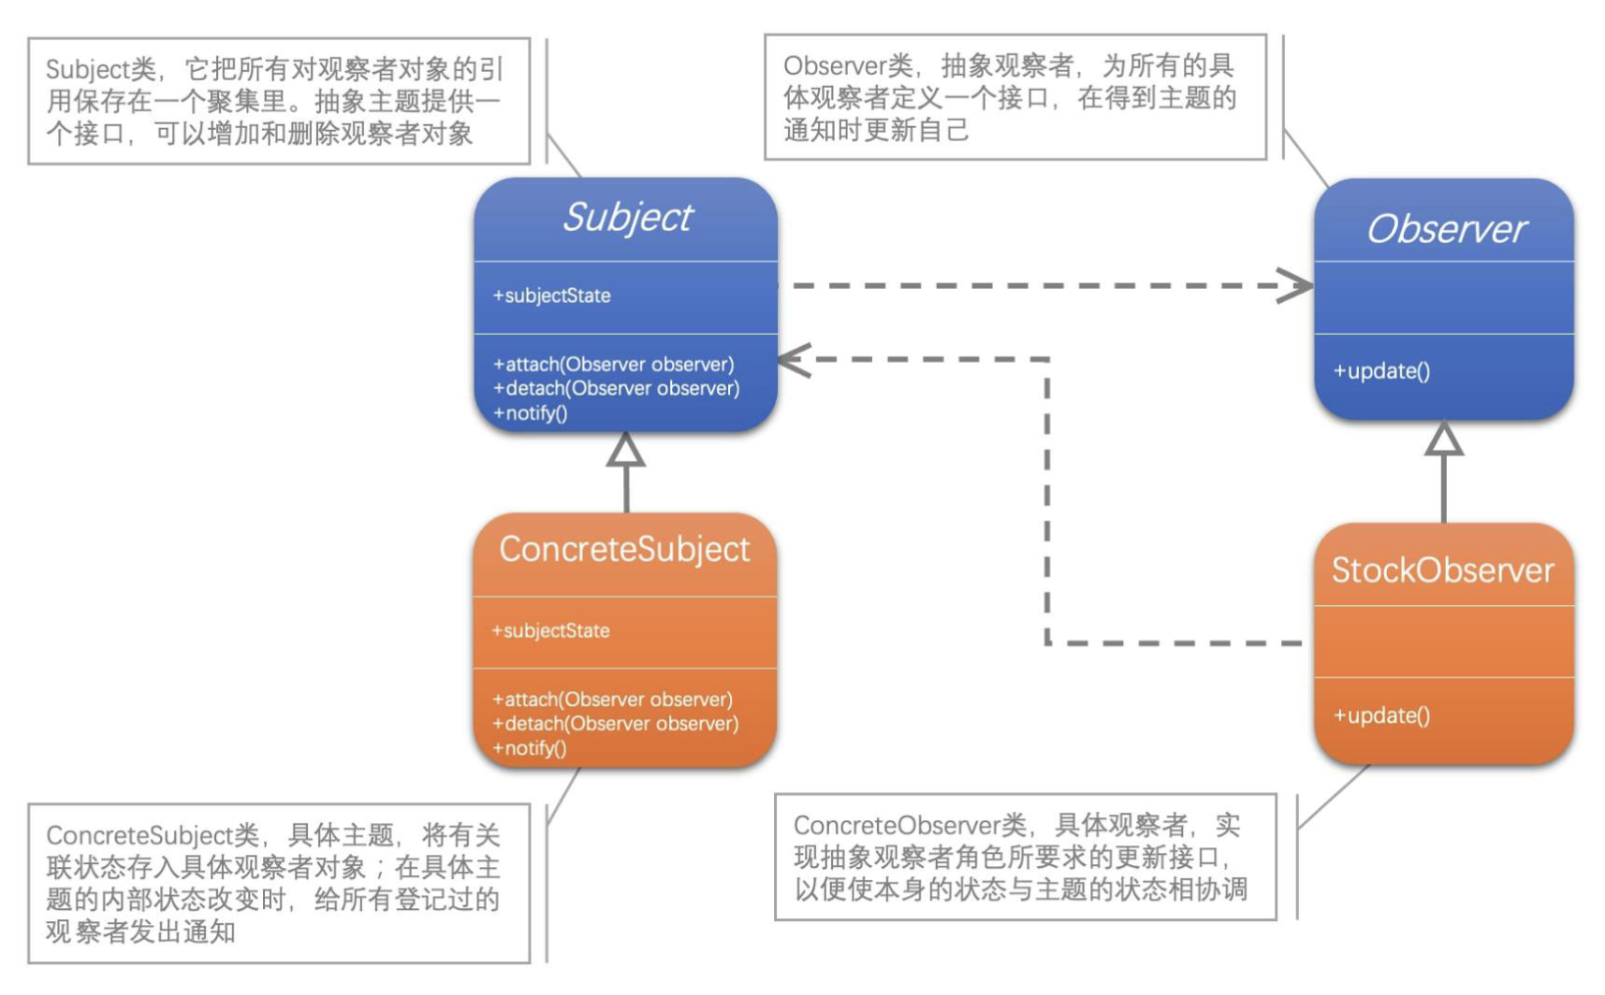 Subject类，它把所有对观察者对象的引
用保存在一个聚集里。抽象主题提供一
个接口，可以增加和删除观察者对象
Observer类，抽象观察者，为所有的具
体观察者定义一个接口，在得到主题的
通知时更新自己
Subject
+subjectState
+attach(Observer observer)
+detach(Observer observer)
+notify()
Observer
+update()
ConcreteSubject
+subjectState
+attach(Observer observer)
+detach(Observer observer)
+notify()
StockObserver
+update()
ConcreteSubject类，具体主题，将有关
联状态存入具体观察者对象；在具体主
题的内部状态改变时，给所有登记过的
观察者发出通知
ConcreteObserver类，具体观察者，实
现抽象观察者角色所要求的更新接口，
以便使本身的状态与主题的状态相协调